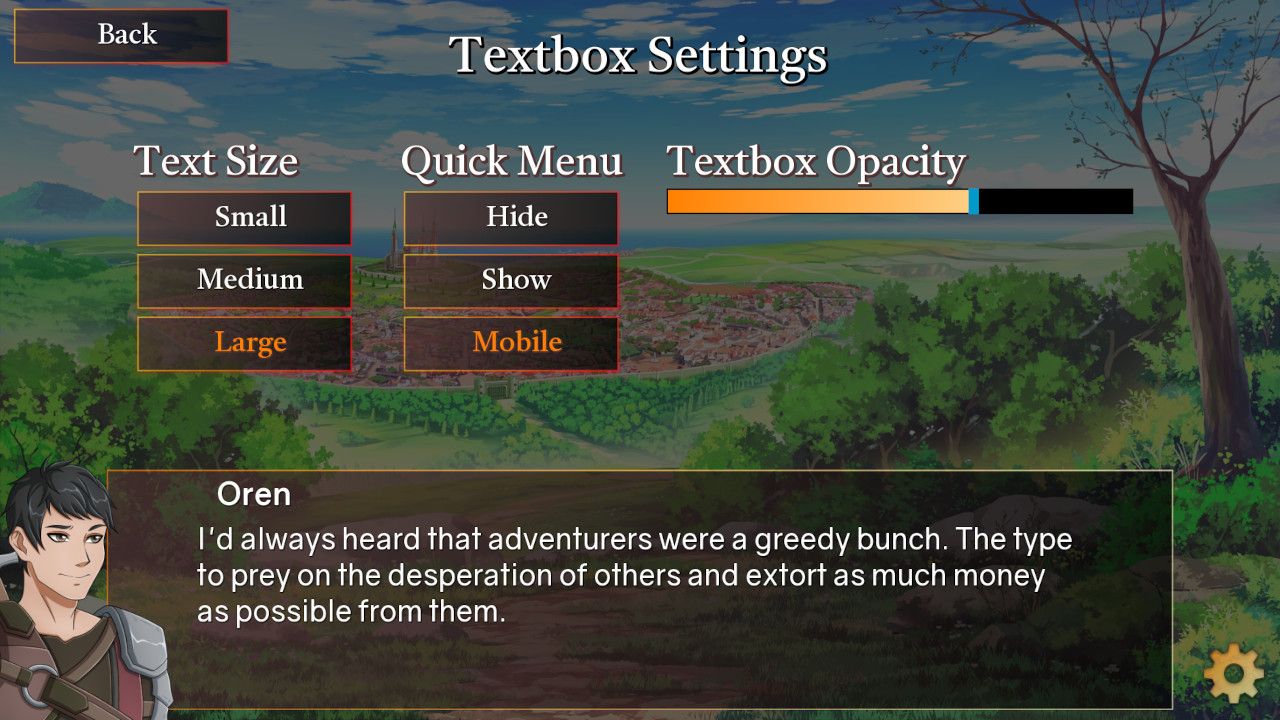 Back
Textbox Settings
Text Size
Quick Menu
Textbox Opacity
Small
Hide
Medium
Show
Large
Mobile
Oren
I'd always heard that adventurers were a greedy bunch. The type
to prey on the desperation of others and extort as much money
as possible from them.